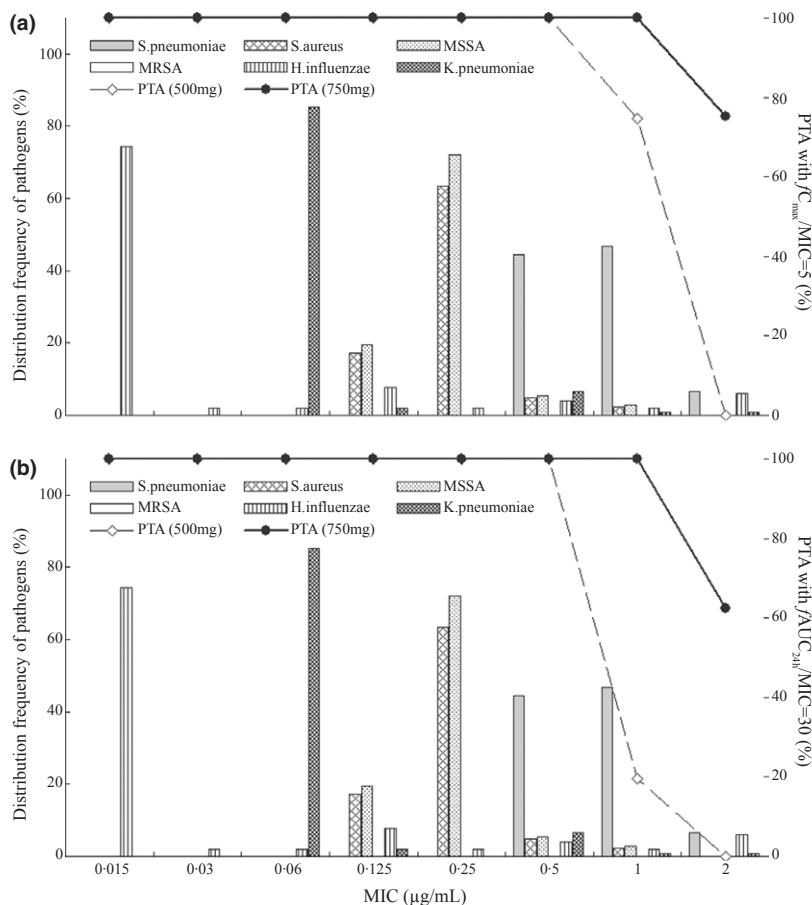 (a)
S.pneumoniae S.aureus MSSA
MRSA H.influenzae K.pneumoniae
PTA (500mg) PTA (750mg)
Distribution frequency of pathogens (%)
100
80
60
40
20
0
100
80
60
40
20
0
PTA with fCmax/MIC=5 (%)
(b)
S.pneumoniae S.aureus MSSA
MRSA H.influenzae K.pneumoniae
PTA (500mg) PTA (750mg)
Distribution frequency of pathogens (%)
100
80
60
40
20
0
100
80
60
40
20
0
PTA with fAUC24h/MIC=30 (%)
0·015 0·03 0·06 0·125 0·25 0·5 1 2
MIC (µg/mL)